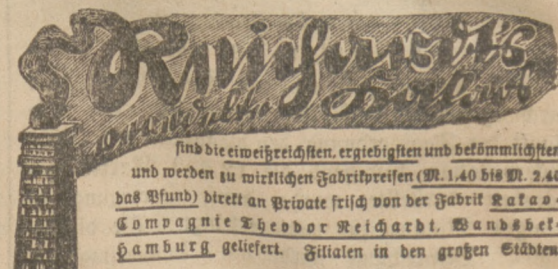 Reichardt's
sind die eiweißreichsten, ergiebigsten und bekömmlichsten
und werden zu wirklichen Fabrikpreisen (M. 1.40 bis M. 2.40
das Pfund) direkt an Private frisch von der Fabrik Kakao-
Compagnie Theodor Reichardt, Wandsbek-
Hamburg geliefert. Filialen in den großen Städten